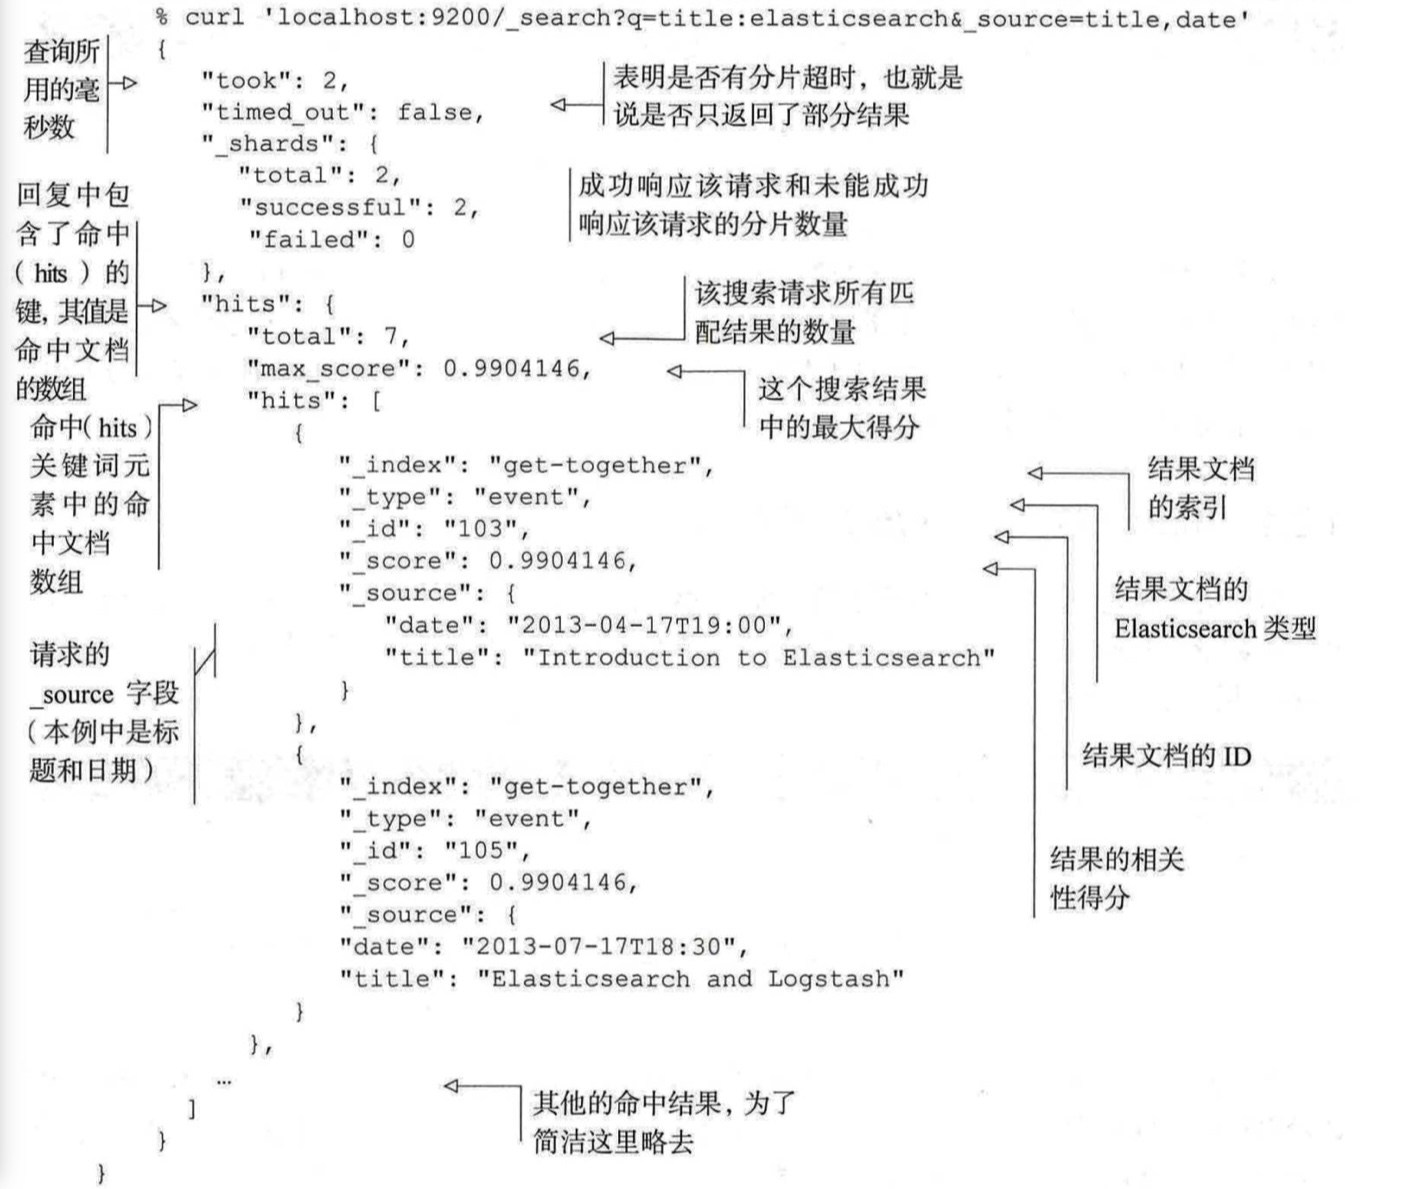 % curl 'localhost:9200/_search?q=title:elasticsearch&_source=title,date'
查询所
用的毫
秒数
{
"took": 2,
"timed_out": false,
表明是否有分片超时，也就是
说是否只返回了部分结果
"_shards": {
"total": 2,
"successful": 2,
"failed": 0
成功响应该请求和未能成功
响应该请求的分片数量
},
回复中包
含了命中
（hits）的
键，其值是
命中文档
的数组
"hits": {
"total": 7,
该搜索请求所有匹
配结果的数量
"max_score": 0.9904146,
这个搜索结果
中的最大得分
"hits": [
命中（hits）
关键词元
素中的命
中文档
数组
{
"_index": "get-together",
结果文档
的索引
"_type": "event",
结果文档的
Elasticsearch 类型
"_id": "103",
结果文档的 ID
"_score": 0.9904146,
结果的相关
性得分
"_source": {
"date": "2013-04-17T19:00",
"title": "Introduction to Elasticsearch"
请求的
_source 字段
（本例中是标
题和日期）
}
},
{
"_index": "get-together",
"_type": "event",
"_id": "105",
"_score": 0.9904146,
"_source": {
"date": "2013-07-17T18:30",
"title": "Elasticsearch and Logstash"
}
},
…
其他的命中结果，为了
简洁这里略去
]
}
}